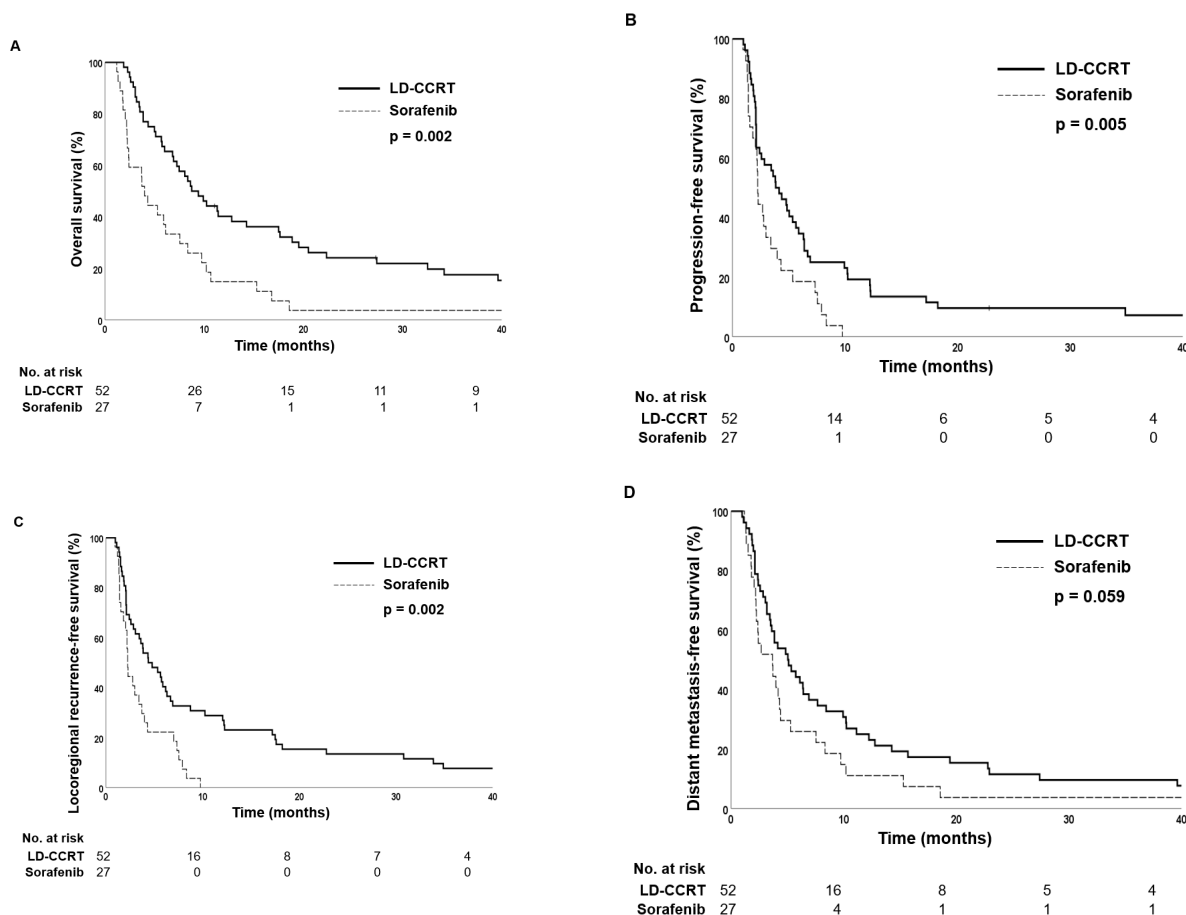 A
Overall survival (%)
100
80
60
40
20
0
0 10 20 30 40
Time (months)
LD-CCRT
Sorafenib
p = 0.002
No. at risk
LD-CCRT 52 26 15 11 9
Sorafenib 27 7 1 1 1
B
Progression-free survival (%)
100
80
60
40
20
0
0 10 20 30 40
Time (months)
LD-CCRT
Sorafenib
p = 0.005
No. at risk
LD-CCRT 52 14 6 5 4
Sorafenib 27 1 0 0 0
C
Locoregional recurrence-free survival (%)
100
80
60
40
20
0
0 10 20 30 40
Time (months)
LD-CCRT
Sorafenib
p = 0.002
No. at risk
LD-CCRT 52 16 8 7 4
Sorafenib 27 0 0 0 0
D
Distant metastasis-free survival (%)
100
80
60
40
20
0
0 10 20 30 40
Time (months)
LD-CCRT
Sorafenib
p = 0.059
No. at risk
LD-CCRT 52 16 8 5 4
Sorafenib 27 4 1 1 1